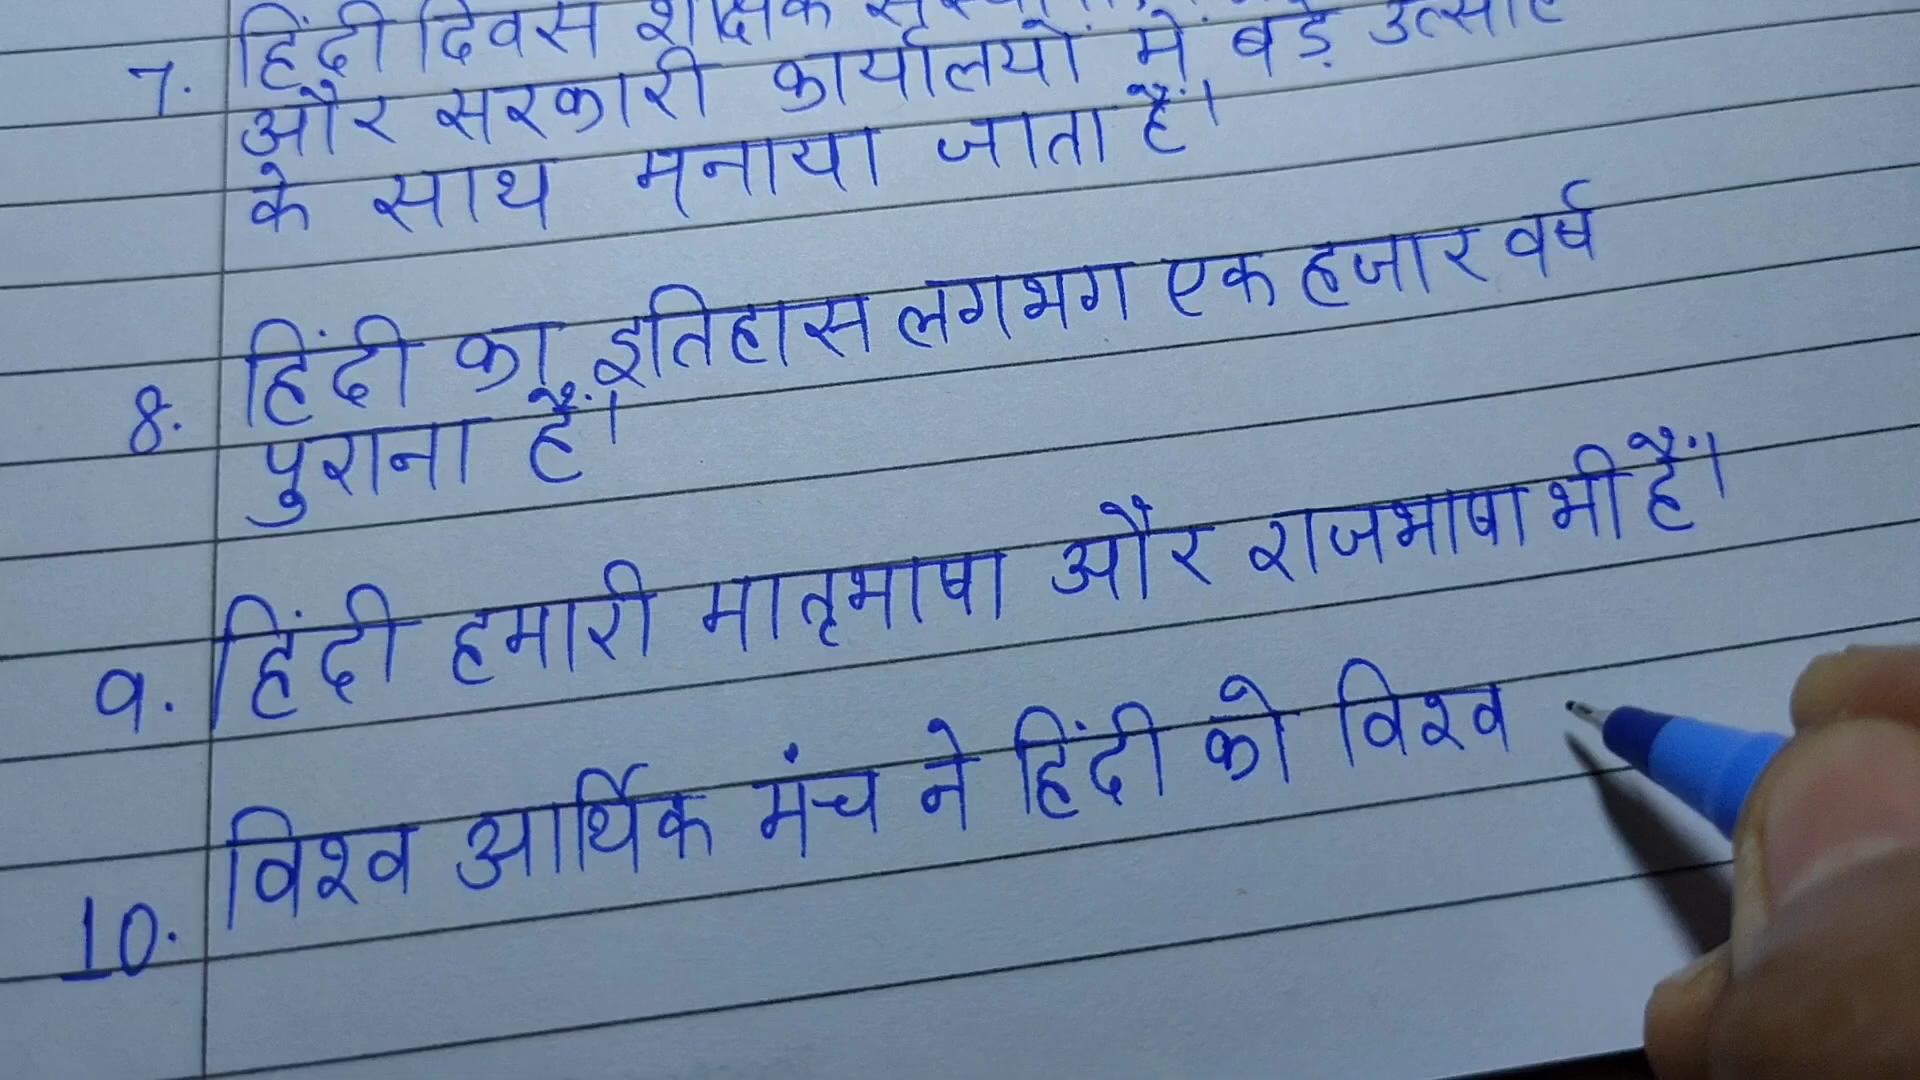 7. हिंदी दिवस
और सरकारी कार्यालयों में बड़े उत्साह
के साथ मनाया जाता हैं।
8. हिंदी का इतिहास लगभग एक हजार वर्ष
पुराना हैं।
9. हिंदी हमारी मातृभाषा और राजभाषा भी हैं।
10. विश्व आर्थिक मंच ने हिंदी को विश्व